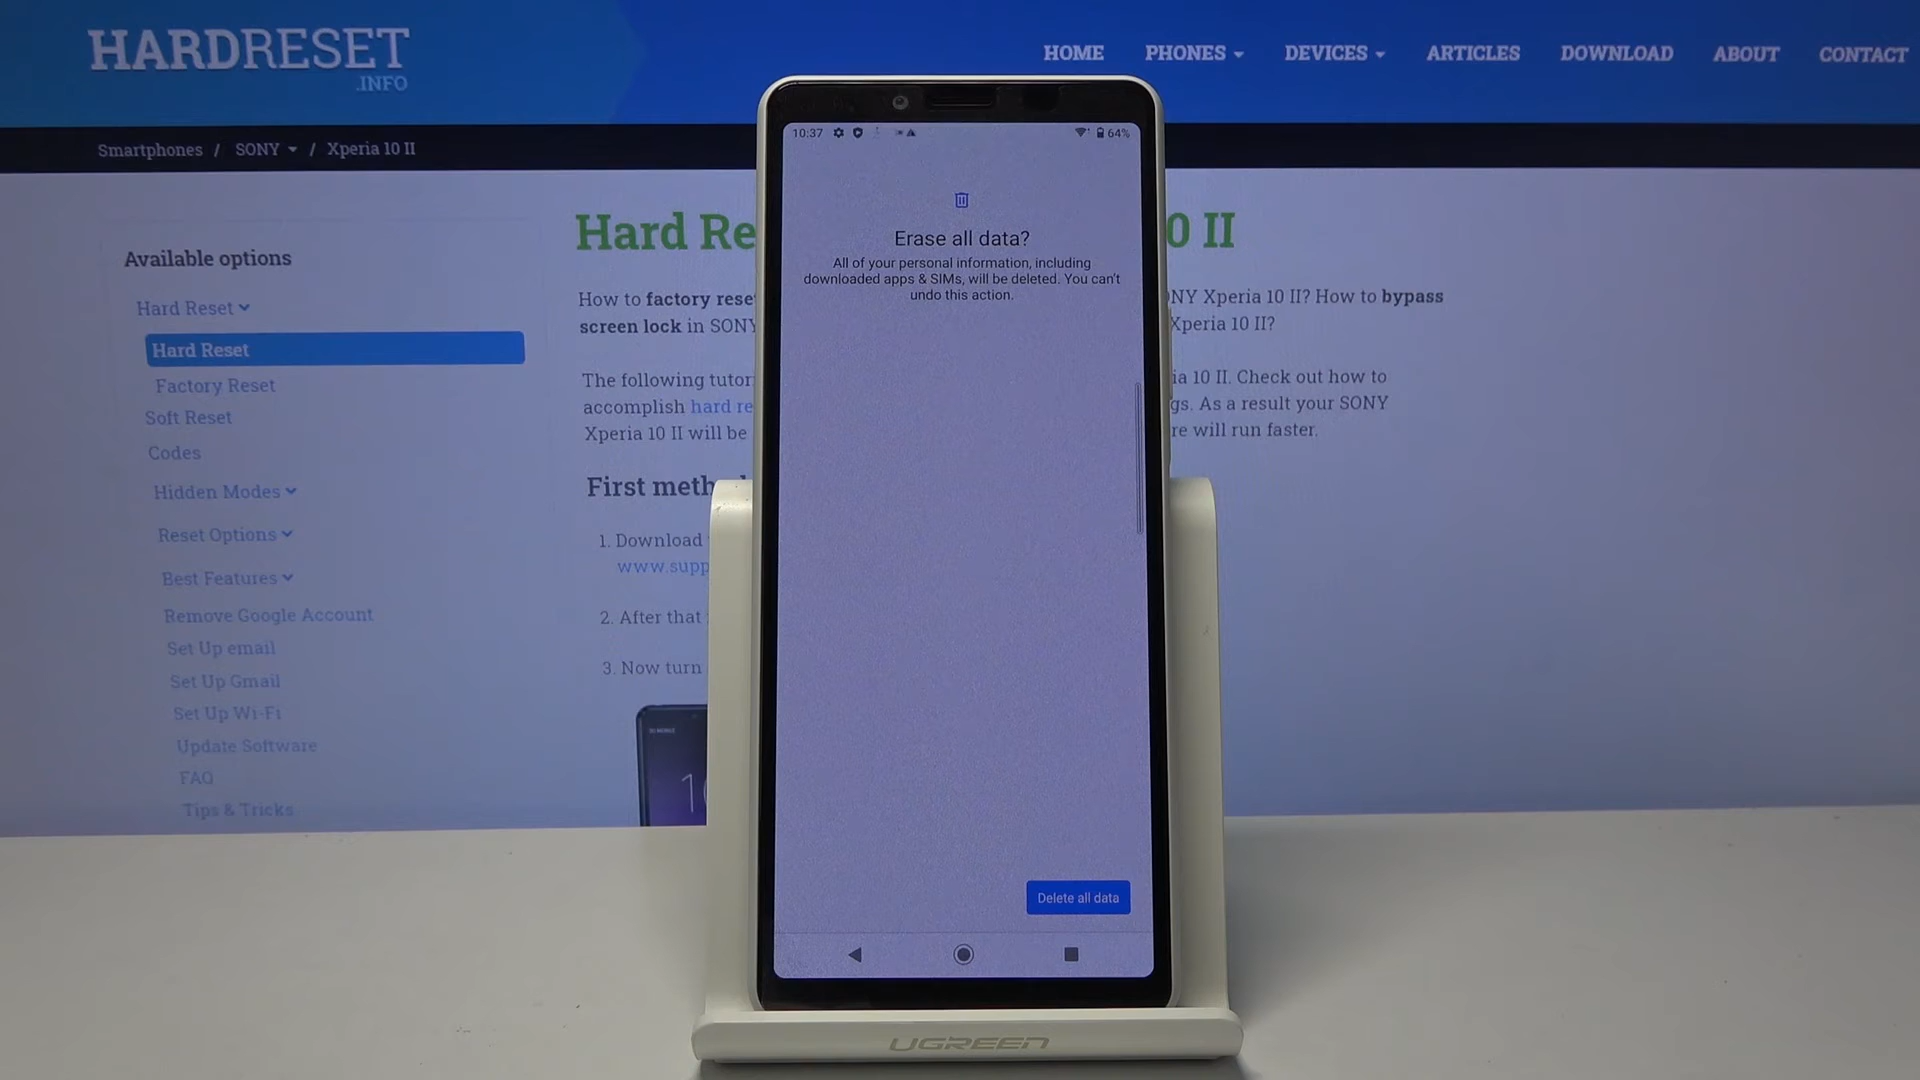 HARDRESET
.INFO
HOME PHONES DEVICES ARTICLES DOWNLOAD ABOUT CONTACT
Smartphones / SONY / Xperia 10 II
Available options
Hard Reset
Hard Reset
Factory Reset
Soft Reset
Codes
Hidden Modes
Reset Options
Best Features
Remove Google Account
Set Up email
Set Up Gmail
Set Up Wi-Fi
Update Software
FAQ
Tips & Tricks
Hard Re 0 II
How to factory rese NY Xperia 10 II? How to bypass
screen lock in SONY Xperia 10 II?
The following tutor ia 10 II. Check out how to
accomplish hard re gs. As a result your SONY
Xperia 10 II will be re will run faster.
First meth
1. Download
www.supp
2. After that
3. Now turn
10:37 64%
Erase all data?
All of your personal information, including
downloaded apps & SIMs, will be deleted. You can't
undo this action.
Delete all data
UGREEN